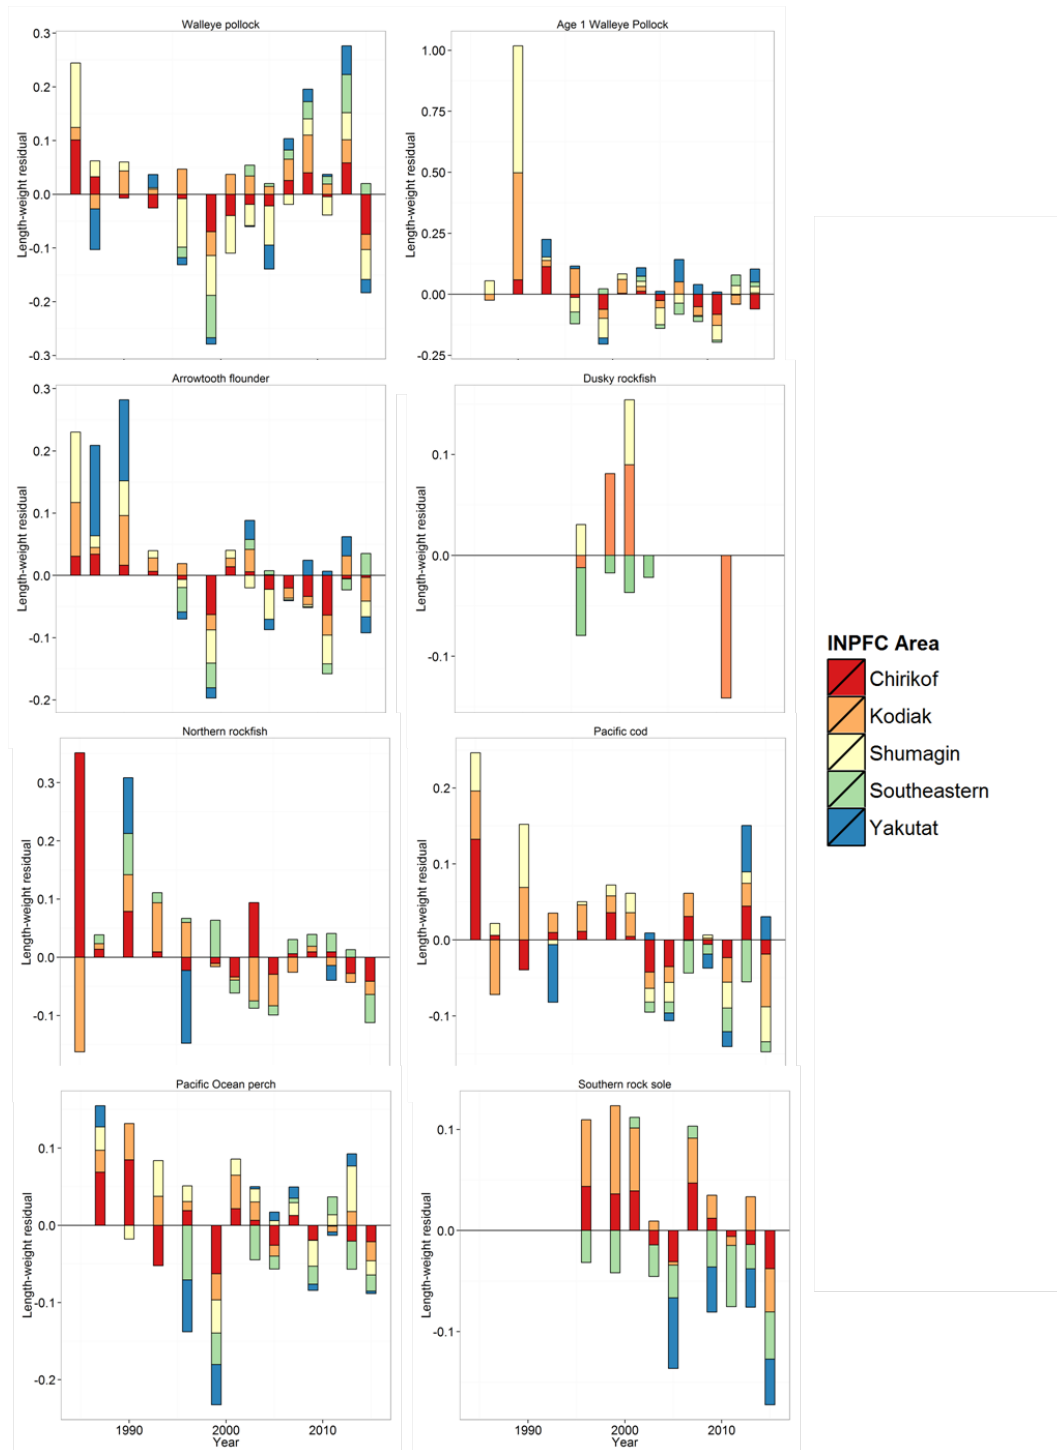 Walleye pollock
Age 1 Walleye Pollock
0.3
0.2
0.1
0.0
-0.1
-0.2
-0.3
Length-weight residual
1.00
0.75
0.50
0.25
0.00
-0.25
Length-weight residual
Arrowtooth flounder
Dusky rockfish
0.3
0.2
0.1
0.0
-0.1
-0.2
Length-weight residual
0.1
0.0
-0.1
Length-weight residual
INPFC Area
Chirikof
Kodiak
Shumagin
Southeastern
Yakutat
Northern rockfish
Pacific cod
0.3
0.2
0.1
0.0
-0.1
Length-weight residual
0.2
0.1
0.0
-0.1
Length-weight residual
Pacific Ocean perch
Southern rock sole
0.1
0.0
-0.1
-0.2
Length-weight residual
1990 2000 2010
Year
0.1
0.0
-0.1
Length-weight residual
1990 2000 2010
Year